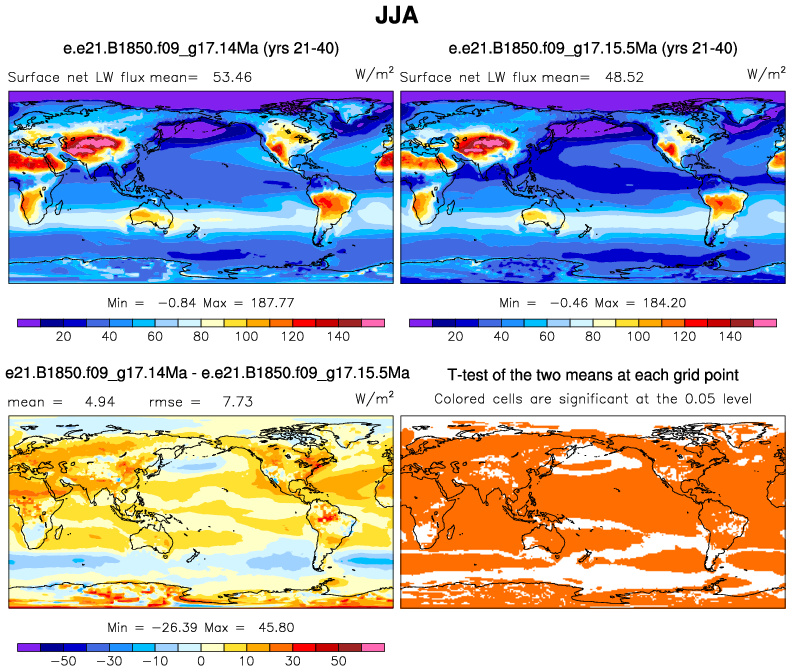 JJA
e.e21.B1850.f09_g17.14Ma (yrs 21-40)
e.e21.B1850.f09_g17.15.5Ma (yrs 21-40)
Surface net LW flux mean= 53.46 W/m²
Surface net LW flux mean= 48.52 W/m²
Min = -0.84 Max = 187.77
Min = -0.46 Max = 184.20
20 40 60 80 100 120 140
20 40 60 80 100 120 140
e21.B1850.f09_g17.14Ma - e.e21.B1850.f09_g17.15.5Ma
T-test of the two means at each grid point
mean = 4.94 rmse = 7.73 W/m²
Colored cells are significant at the 0.05 level
Min = -26.39 Max = 45.80
-50 -30 -10 0 10 30 50